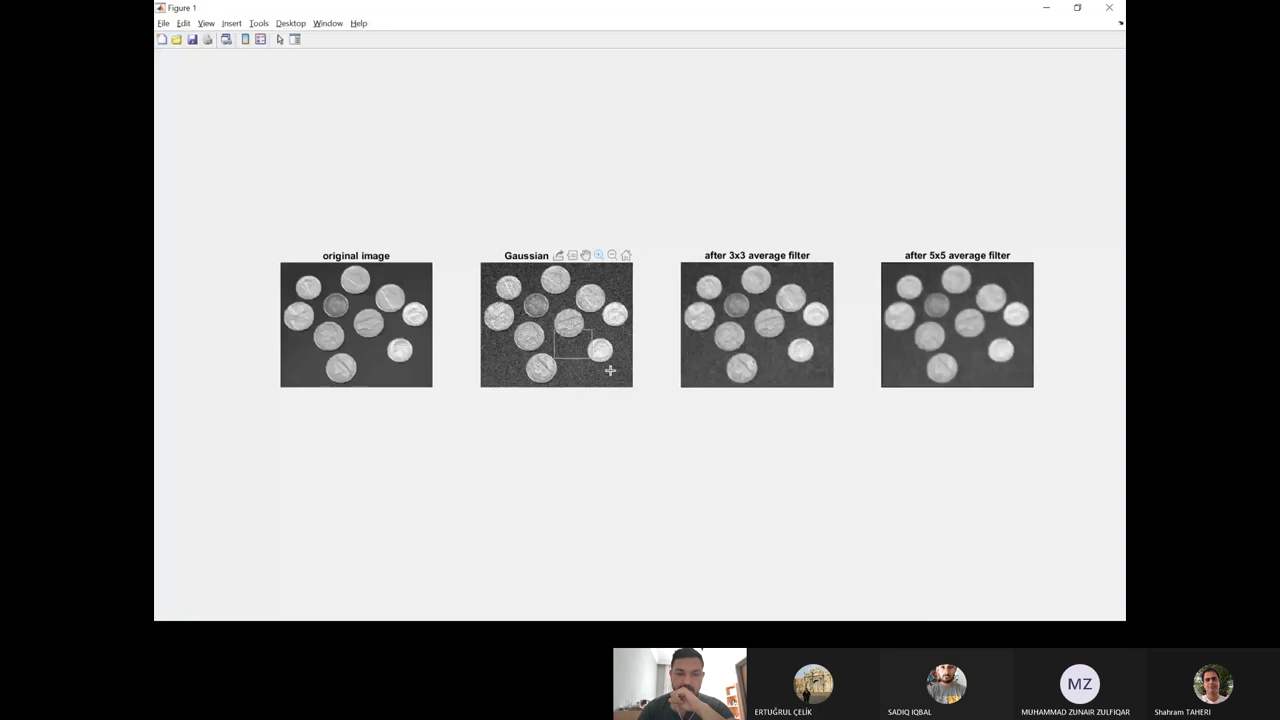 Figure 1
File Edit View Insert Tools Desktop Window Help
original image
Gaussian
after 3x3 average filter
after 5x5 average filter
MZ
ERTUĞRUL ÇELİK
SADIQ IQBAL
MUHAMMAD ZUNAIR ZULFIQAR
Shahram TAHERI